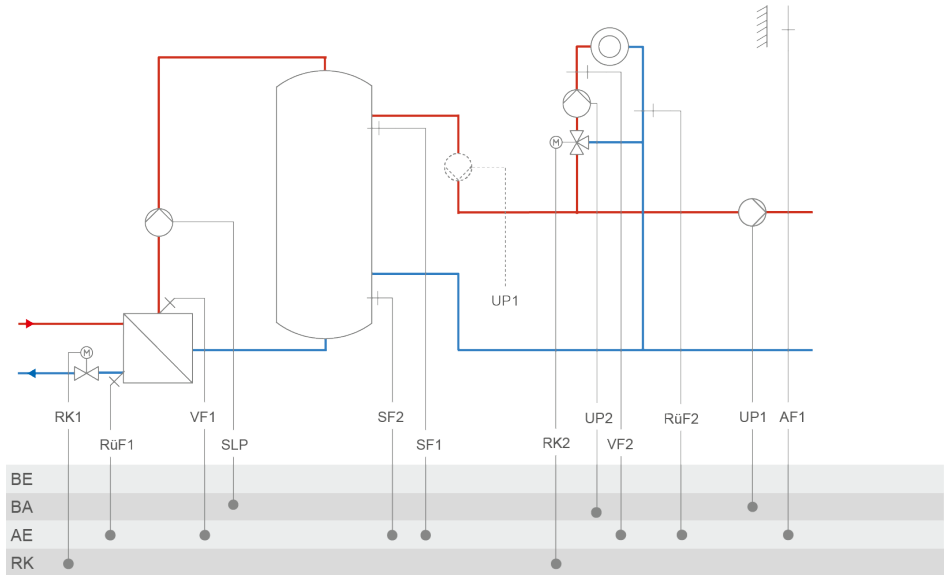 M
UP1
M
RK1
VF1
SF2
UP2
RüF2
UP1
AF1
RüF1
SLP
SF1
RK2
VF2
BE
BA
AE
RK